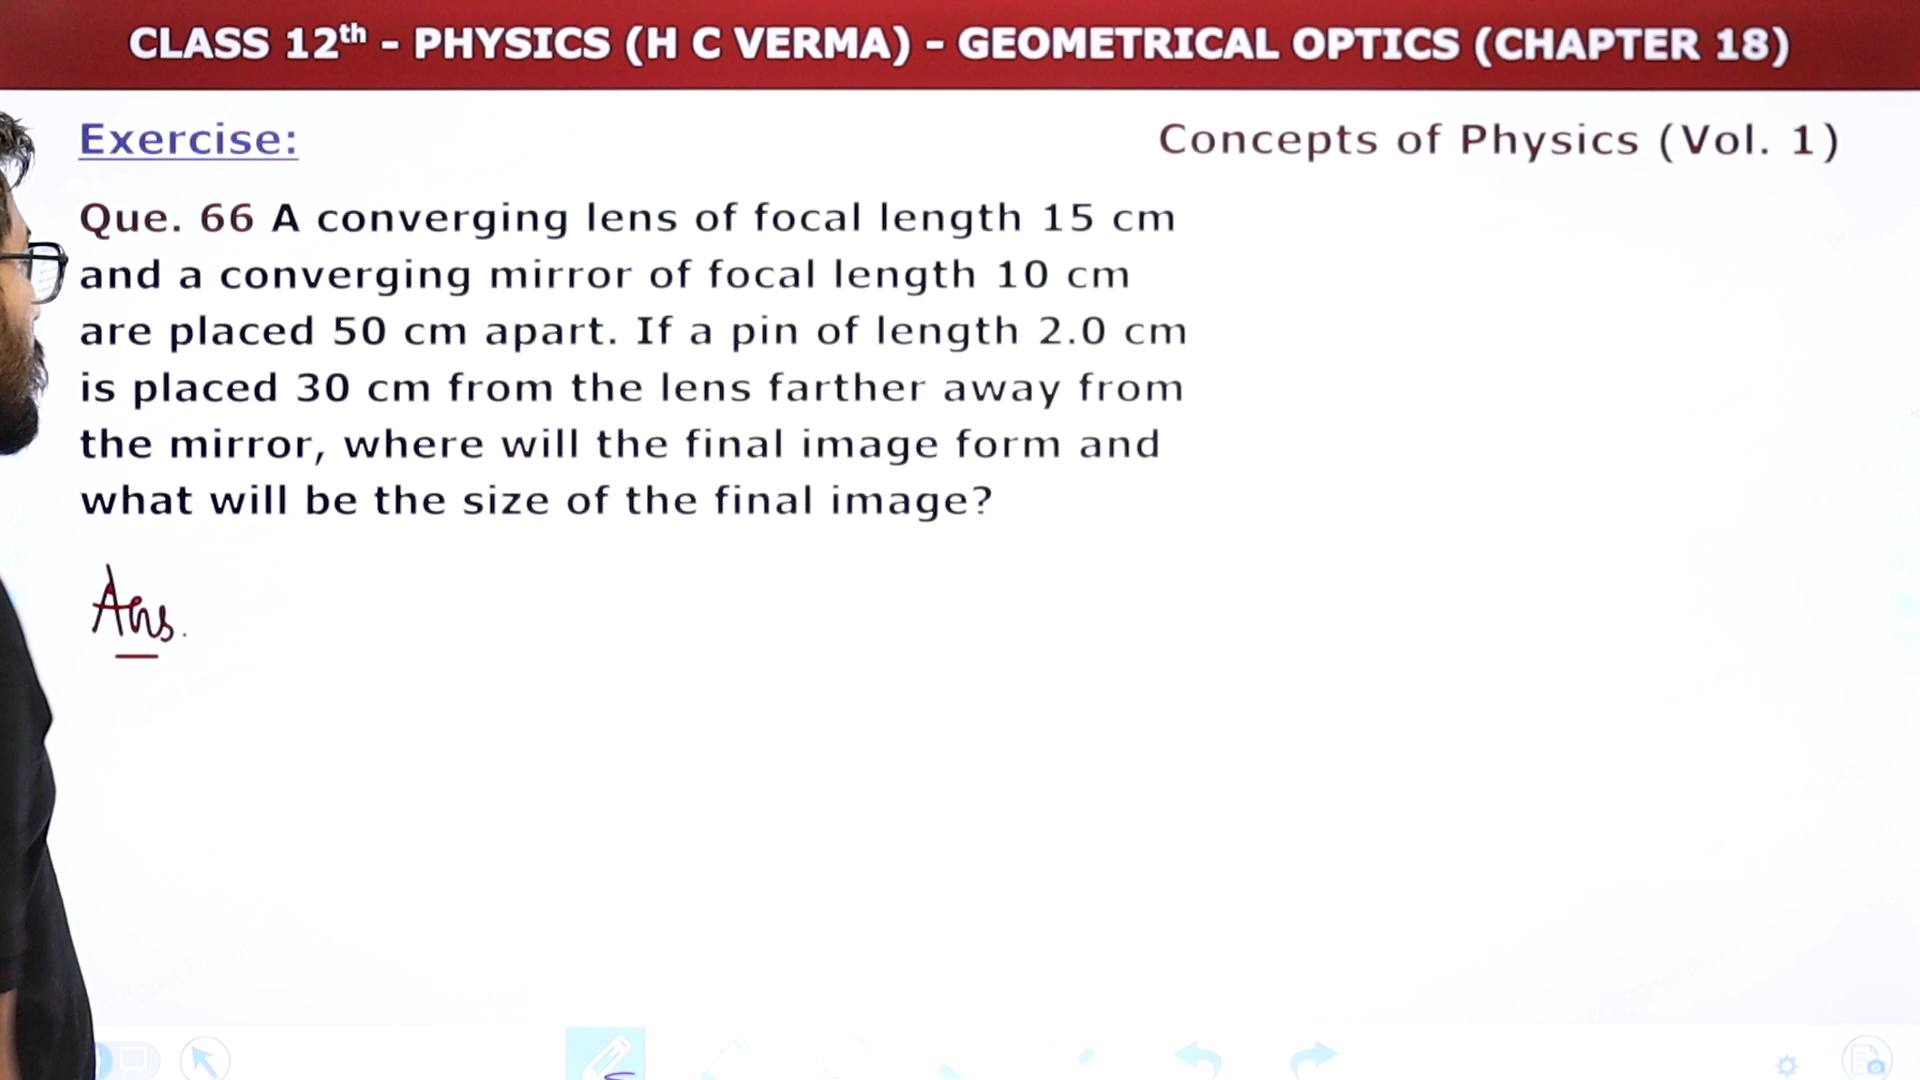 CLASS 12th - PHYSICS (H C VERMA) - GEOMETRICAL OPTICS (CHAPTER 18)
Exercise:
Concepts of Physics (Vol. 1)
Que. 66 A converging lens of focal length 15 cm
and a converging mirror of focal length 10 cm
are placed 50 cm apart. If a pin of length 2.0 cm
is placed 30 cm from the lens farther away from
the mirror, where will the final image form and
what will be the size of the final image?
Ans.